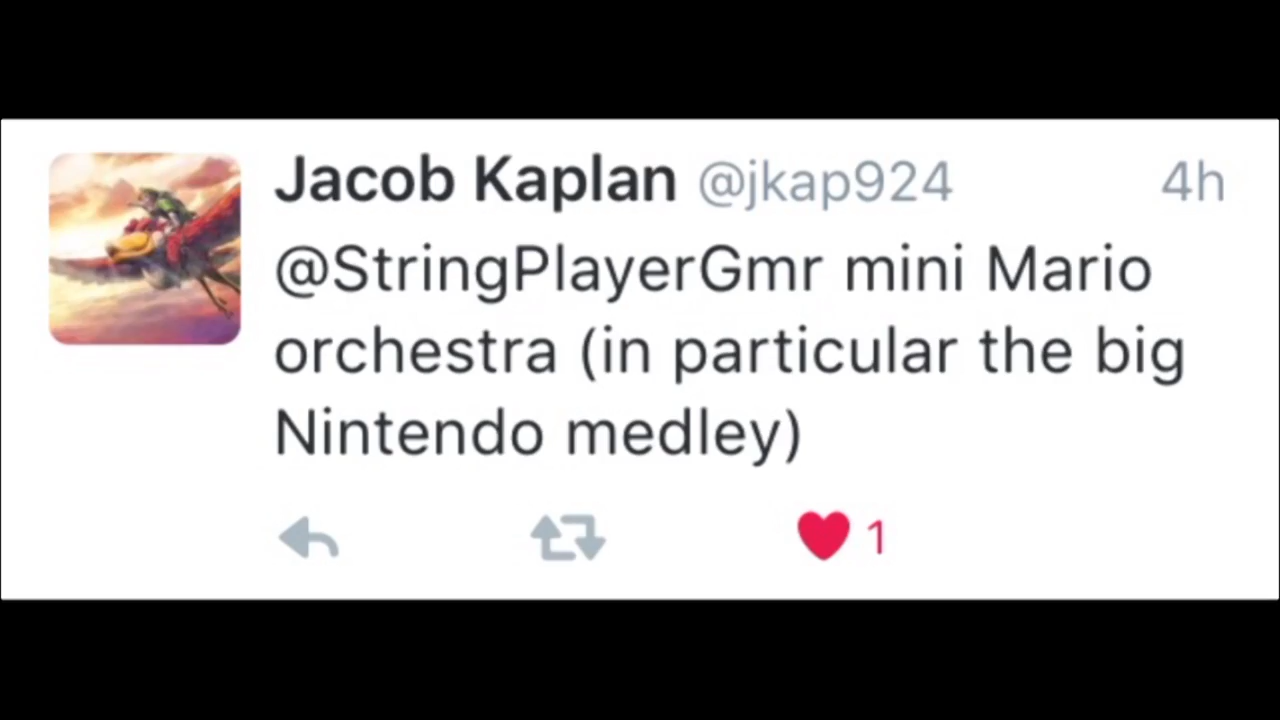 Jacob Kaplan @jkap924 4h
@StringPlayerGmr mini Mario
orchestra (in particular the big
Nintendo medley)
1